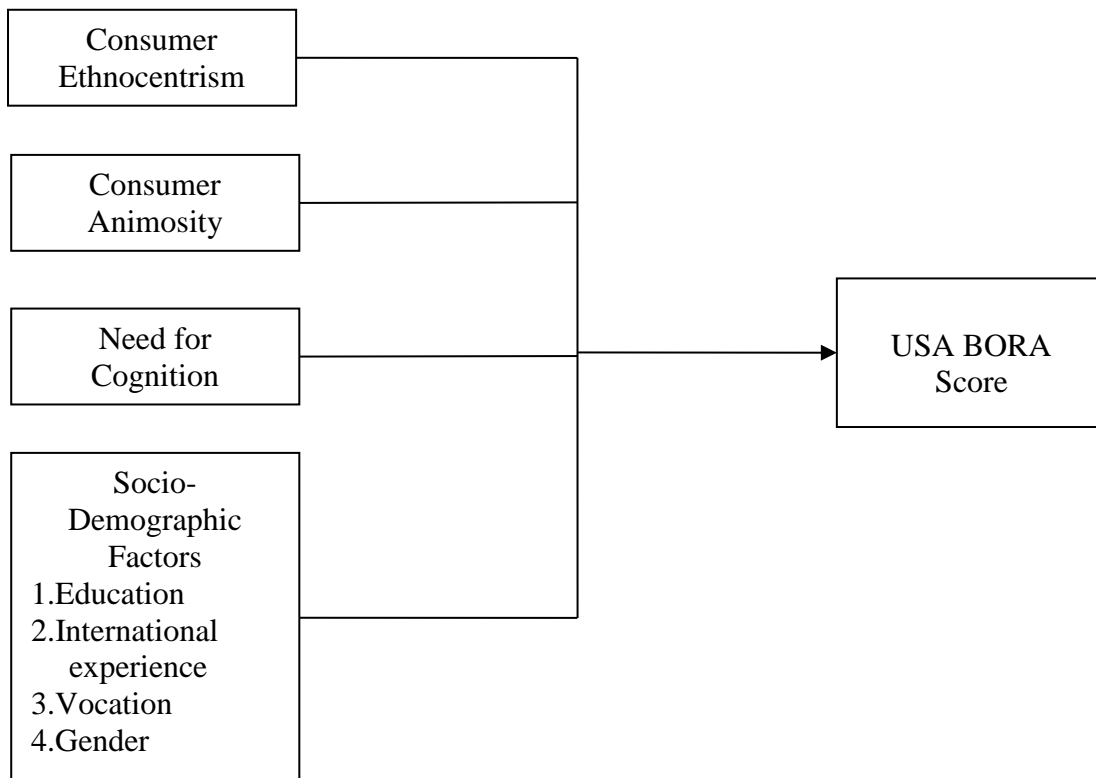 Consumer
Ethnocentrism
Consumer
Animosity
Need for
Cognition
Socio-
Demographic
Factors
1.Education
2.International
experience
3.Vocation
4.Gender
USA BORA
Score